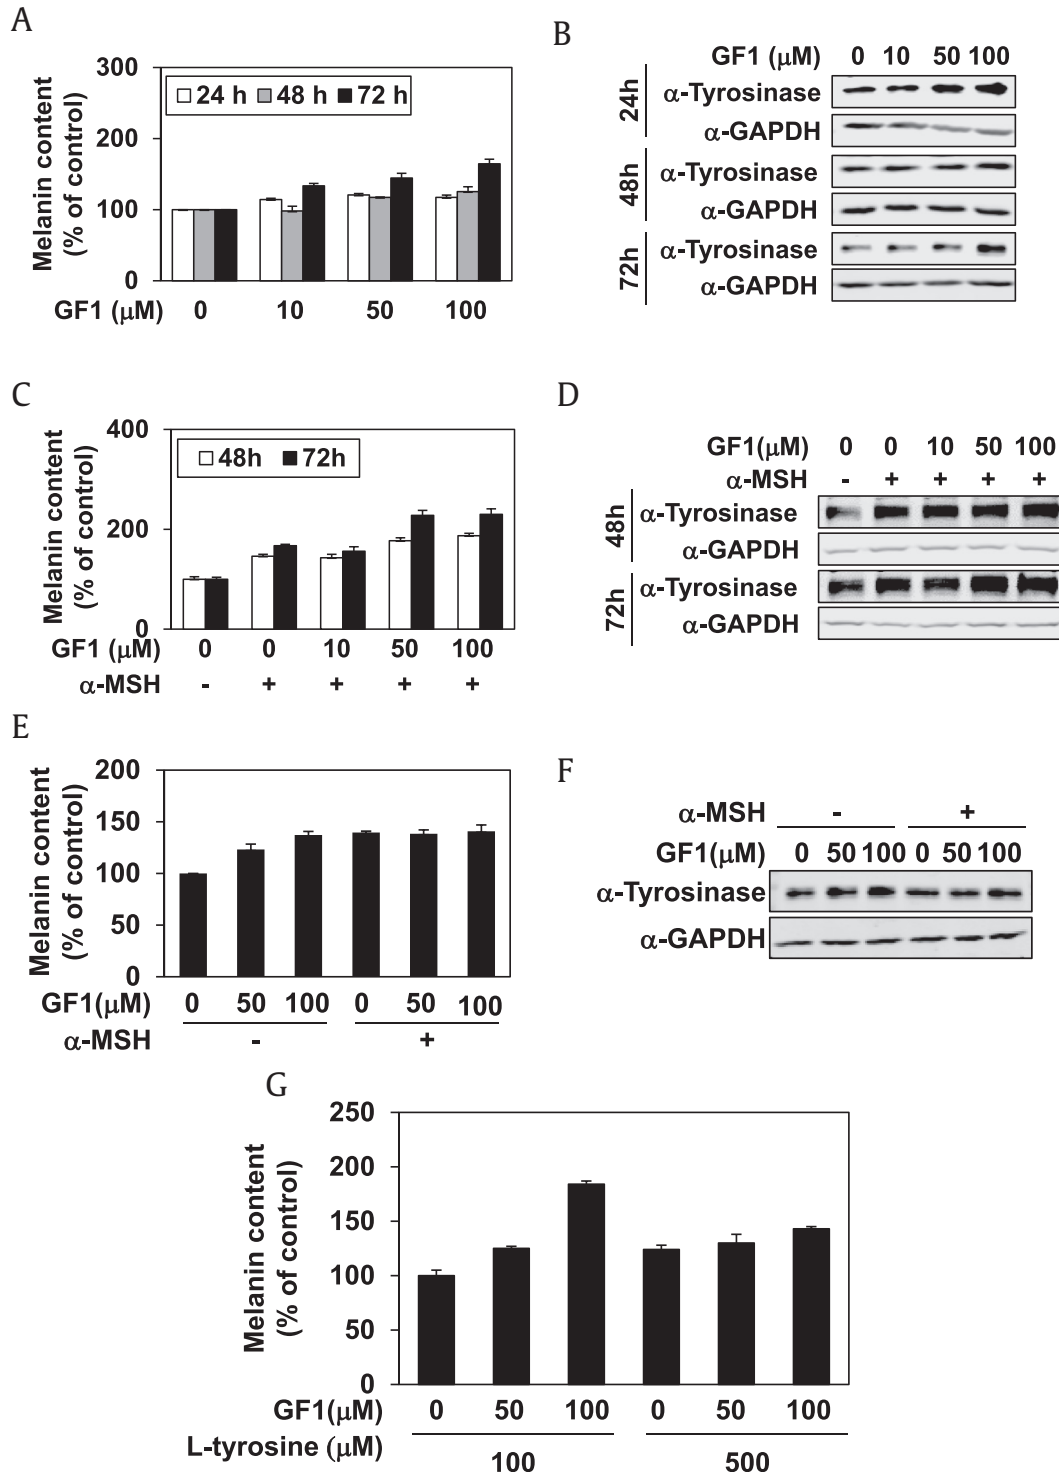 A
Melanin content
(% of control)
300
200
100
0
24 h 48 h 72 h
GF1 (μM) 0 10 50 100
B
GF1 (μM) 0 10 50 100
24h
α-Tyrosinase
α-GAPDH
48h
α-Tyrosinase
α-GAPDH
72h
α-Tyrosinase
α-GAPDH
C
Melanin content
(% of control)
400
200
0
48h 72h
GF1 (μM) 0 0 10 50 100
α-MSH - + + + +
D
GF1(μM) 0 0 10 50 100
α-MSH - + + + +
48h
α-Tyrosinase
α-GAPDH
72h
α-Tyrosinase
α-GAPDH
E
Melanin content
(% of control)
200
150
100
50
0
GF1(μM) 0 50 100 0 50 100
α-MSH - +
F
α-MSH - +
GF1(μM) 0 50 100 0 50 100
α-Tyrosinase
α-GAPDH
G
Melanin content
(% of control)
250
200
150
100
50
0
GF1(μM) 0 50 100 0 50 100
L-tyrosine (μM) 100 500